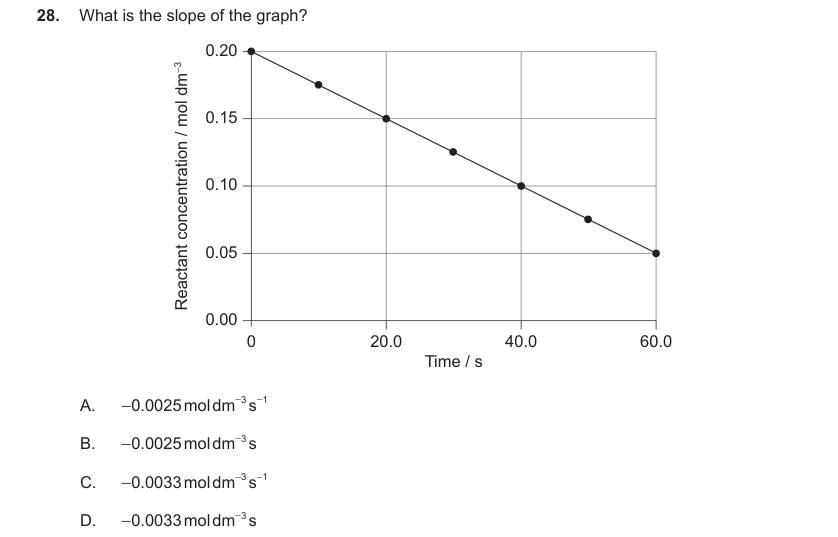 28. What is the slope of the graph?
0.20
0.15
0.10
0.05
0.00
Reactant concentration / mol dm⁻³
0 20.0 40.0 60.0
Time / s
A. –0.0025 mol dm⁻³ s⁻¹
B. –0.0025 mol dm⁻³ s
C. –0.0033 mol dm⁻³ s⁻¹
D. –0.0033 mol dm⁻³ s